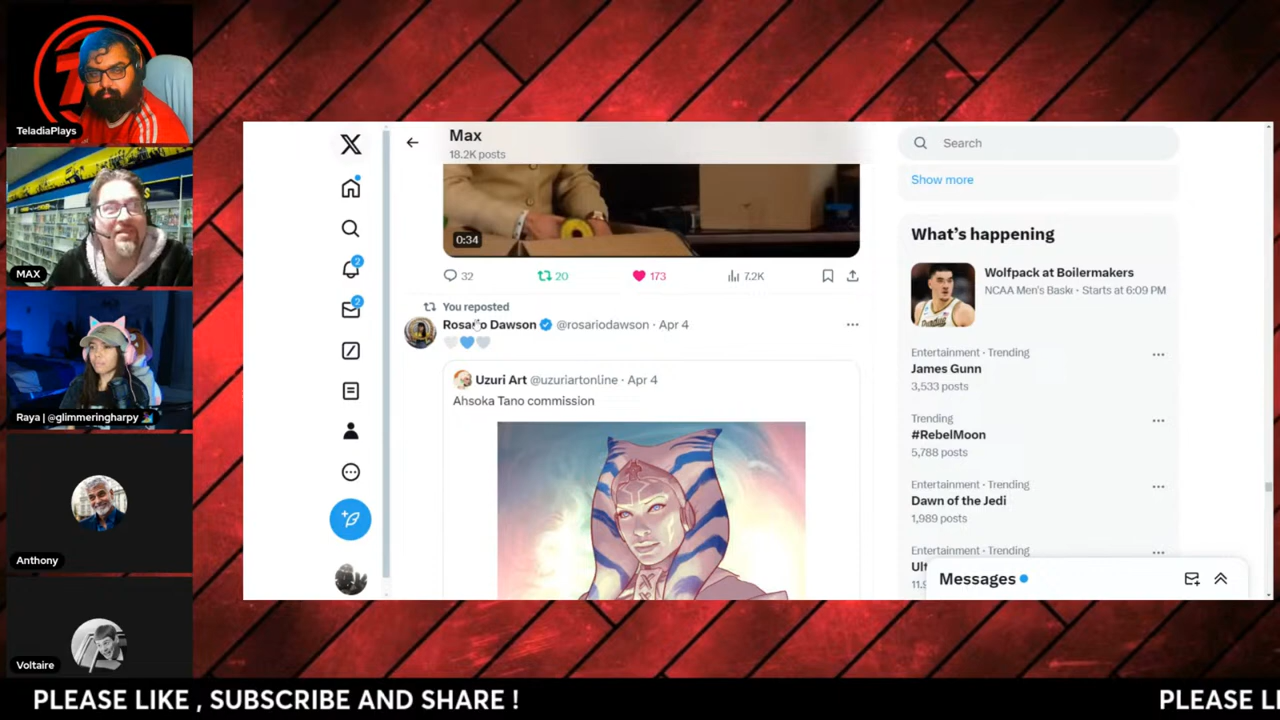 TeladiaPlays
MAX
Raya | @glimmeringharpy
Anthony
Voltaire
Max
18.2K posts
0:34
32
20
173
7.2K
You reposted
Rosario Dawson @rosariodawson · Apr 4
Uzuri Art @uzuriartonline · Apr 4
Ahsoka Tano commission
2
2
Search
Show more
What's happening
Wolfpack at Boilermakers
NCAA Men's Baske · Starts at 6:09 PM
Entertainment · Trending
James Gunn
3,533 posts
Trending
#RebelMoon
5,788 posts
Entertainment · Trending
Dawn of the Jedi
1,989 posts
Entertainment · Trending
Messages
PLEASE LIKE , SUBSCRIBE AND SHARE !
PLEASE LI